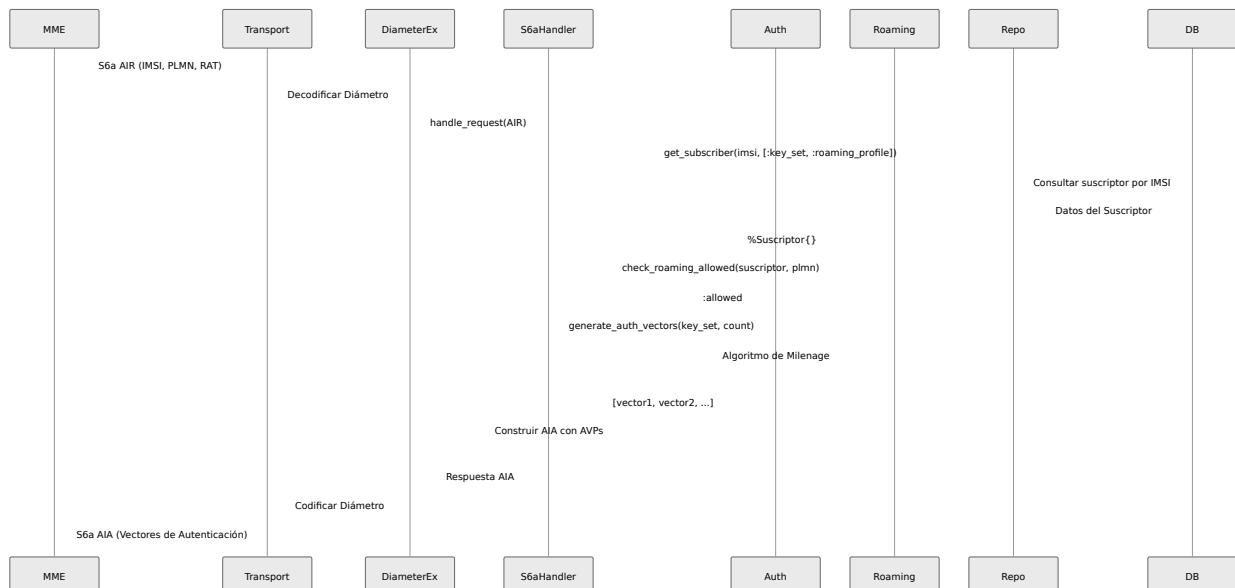 MME Transport DiameterEx S6aHandler Auth Roaming Repo DB
S6a AIR (IMSI, PLMN, RAT)
Decodificar Diámetro
handle_request(AIR)
get_subscriber(imsi, [:key_set, :roaming_profile])
Consultar suscriptor por IMSI
Datos del Suscriptor
%Suscriptor{}
check_roaming_allowed(suscriptor, plmn)
:allowed
generate_auth_vectors(key_set, count)
Algoritmo de Milenage
[vector1, vector2, ...]
Construir AIA con AVPs
Respuesta AIA
Codificar Diámetro
S6a AIA (Vectores de Autenticación)
MME Transport DiameterEx S6aHandler Auth Roaming Repo DB